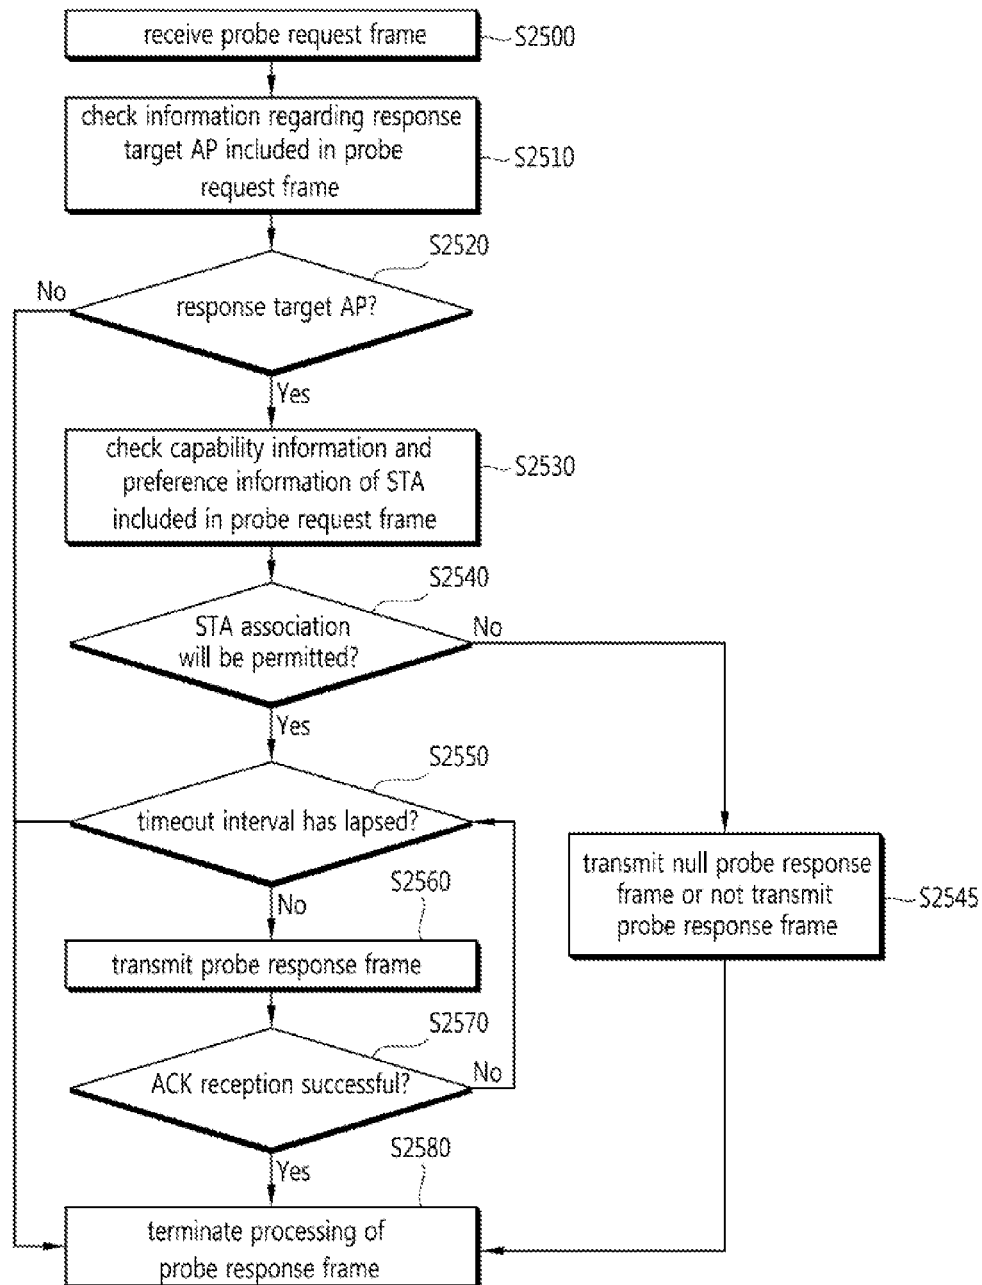 receive probe request frame
S2500
check information regarding response
target AP included in probe
request frame
S2510
S2520
No
response target AP?
Yes
check capability information and
preference information of STA
included in probe request frame
S2530
S2540
STA association
will be permitted?
No
Yes
S2550
timeout interval has lapsed?
No
transmit null probe response
frame or not transmit
probe response frame
S2545
S2560
transmit probe response frame
S2570
ACK reception successful?
No
Yes
S2580
terminate processing of
probe response frame